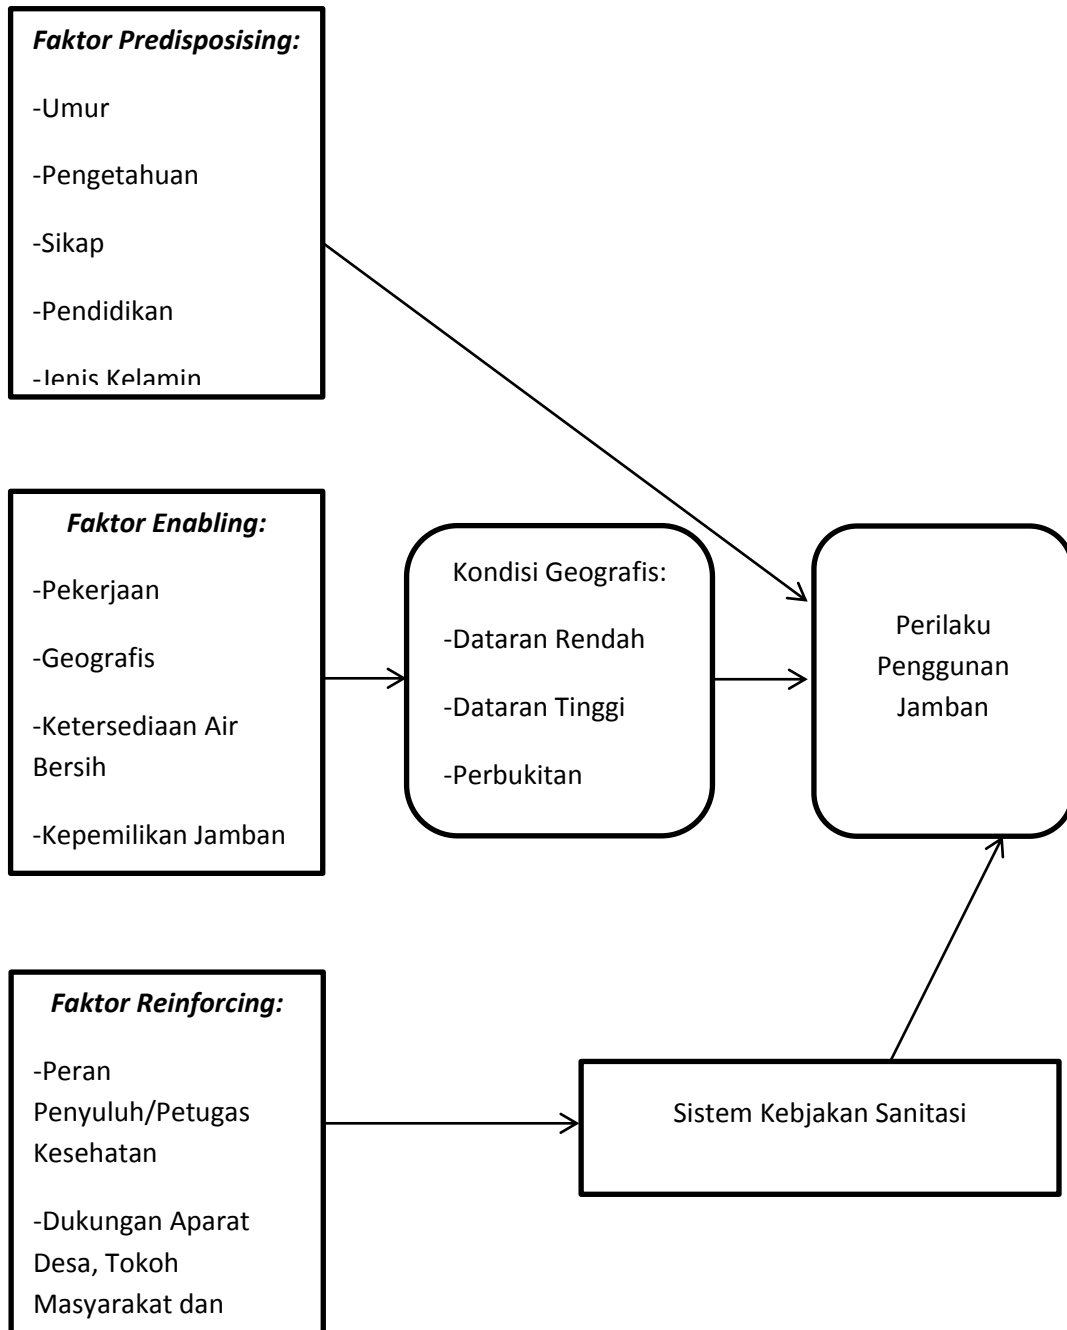 Faktor Predisposising:
-Umur
-Pengetahuan
-Sikap
-Pendidikan
-Jenis Kelamin
Faktor Enabling:
-Pekerjaan
-Geografis
-Ketersediaan Air
Bersih
-Kepemilikan Jamban
Kondisi Geografis:
-Dataran Rendah
-Dataran Tinggi
-Perbukitan
Perilaku
Penggunan
Jamban
Faktor Reinforcing:
-Peran
Penyuluh/Petugas
Kesehatan
-Dukungan Aparat
Desa, Tokoh
Masyarakat dan
Sistem Kebjakan Sanitasi